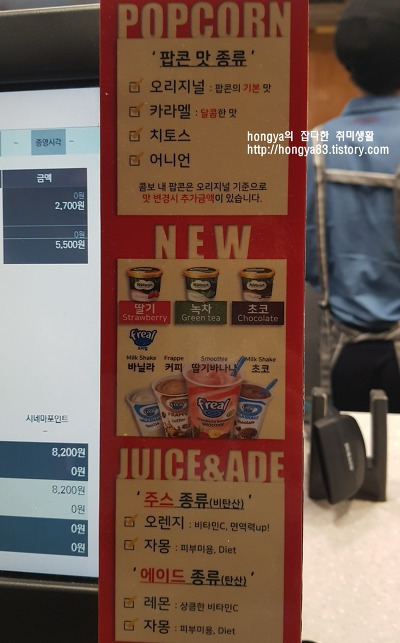 POPCORN
' 팝콘 맛 종류 '
오리지널 : 팝콘의 기본 맛
카라멜 : 달콤한 맛
치토스
어니언
콤보 내 팝콘은 오리지널 기준으로
맛 변경시 추가금액이 있습니다.
hongya의 잡다한 취미생활
http://hongya83.tistory.com
종영시각
금액
0원
2,700원
0원
5,500원
시네마포인트
8,200원
0원
8,200원
0원
0원
0원
NEW
딸기
Strawberry
녹차
Green tea
초코
Chocolate
f'real
Milk Shake
바닐라
Frappe
커피
Smoothie
딸기바나나
Milk Shake
초코
f'real
JUICE&ADE
' 주스 종류(비탄산) '
오렌지 : 비타민C, 면역력up!
자몽 : 피부미용, Diet
' 에이드 종류(탄산) '
레몬 : 상큼한 비타민C
자몽 : 피부미용, Diet